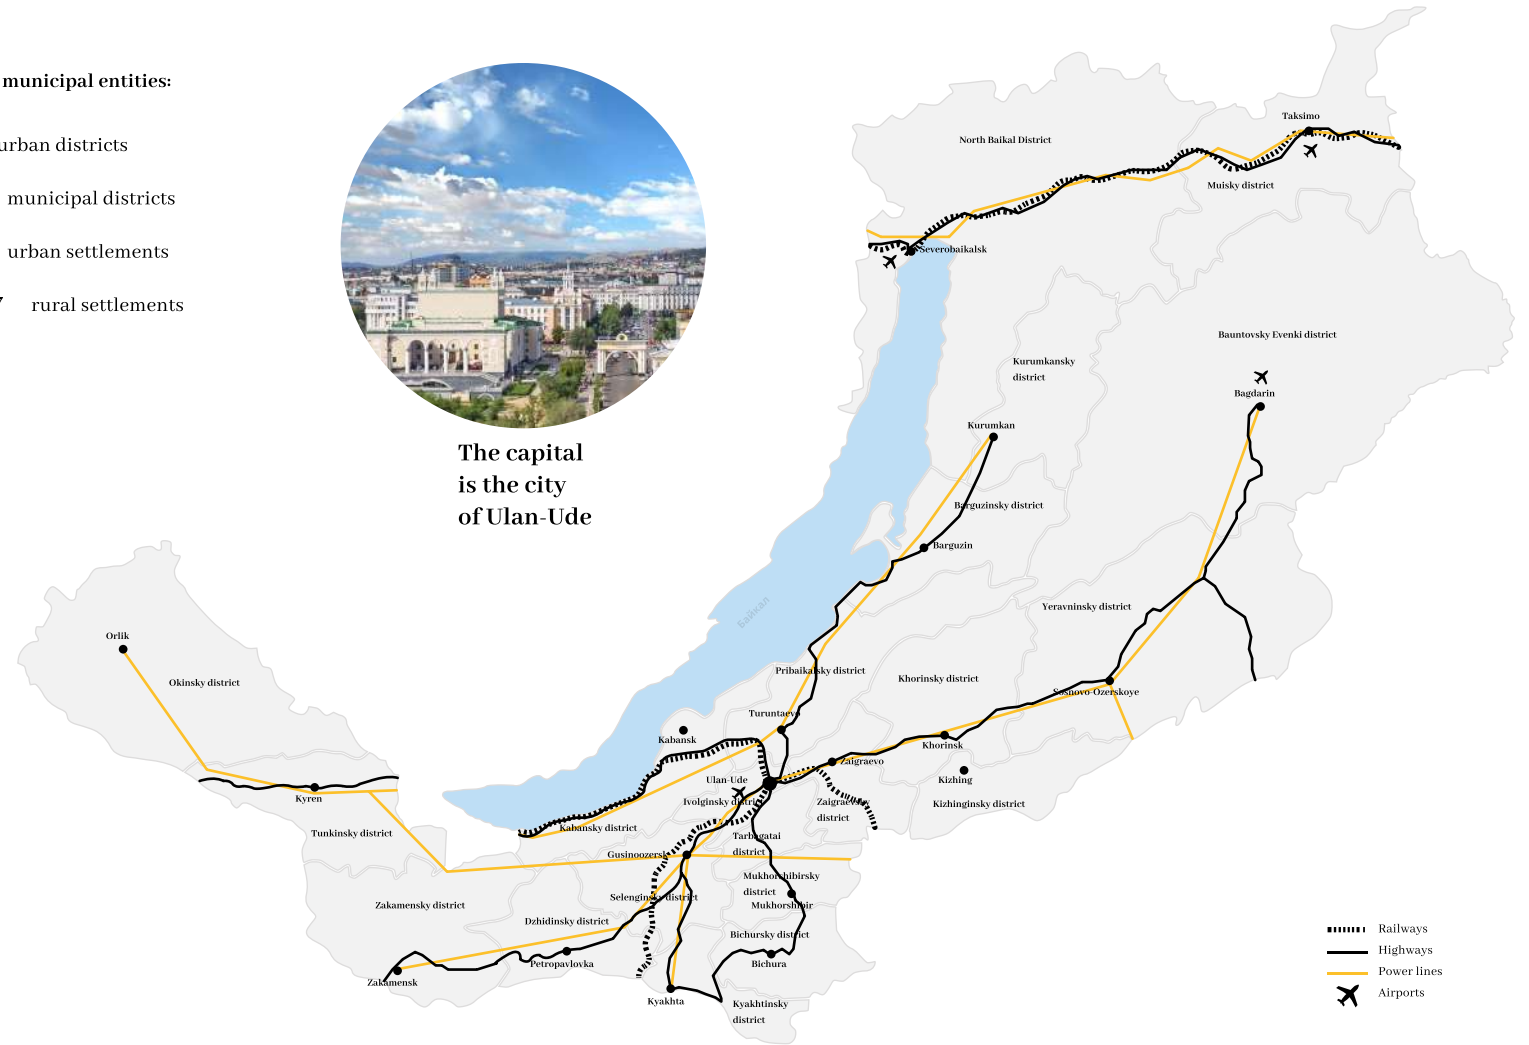 municipal entities:
urban districts
municipal districts
urban settlements
7 rural settlements
The capital
is the city
of Ulan-Ude
Taksimo
North Baikal District
Muisky district
Severobaikalsk
Bauntovsky Evenki district
Kurumkansky
district
Bagdarin
Kurumkan
Barguzinsky district
Barguzin
Байкал
Yeravninsky district
Orlik
Okinsky district
Pribaikalsky district
Khorinsky district
Sosnovo-Ozerskoye
Turuntaevo
Kabansk
Khorinsk
Zaigraevo
Ulan-Ude
Kizhing
Kyren
Ivolginsky district
Zaigraevsky
district
Kizhinginsky district
Tunkinsky district
Kabansky district
Tarbagatai
district
Gusinoozersk
Mukhorchibirsky
district
Selenginsky district
Mukhorshibir
Zakamensky district
Dzhidinsky district
Bichursky district
Petropavlovka
Bichura
Zakamensk
Kyakhta
Kyakhtinsky
district
Railways
Highways
Power lines
Airports